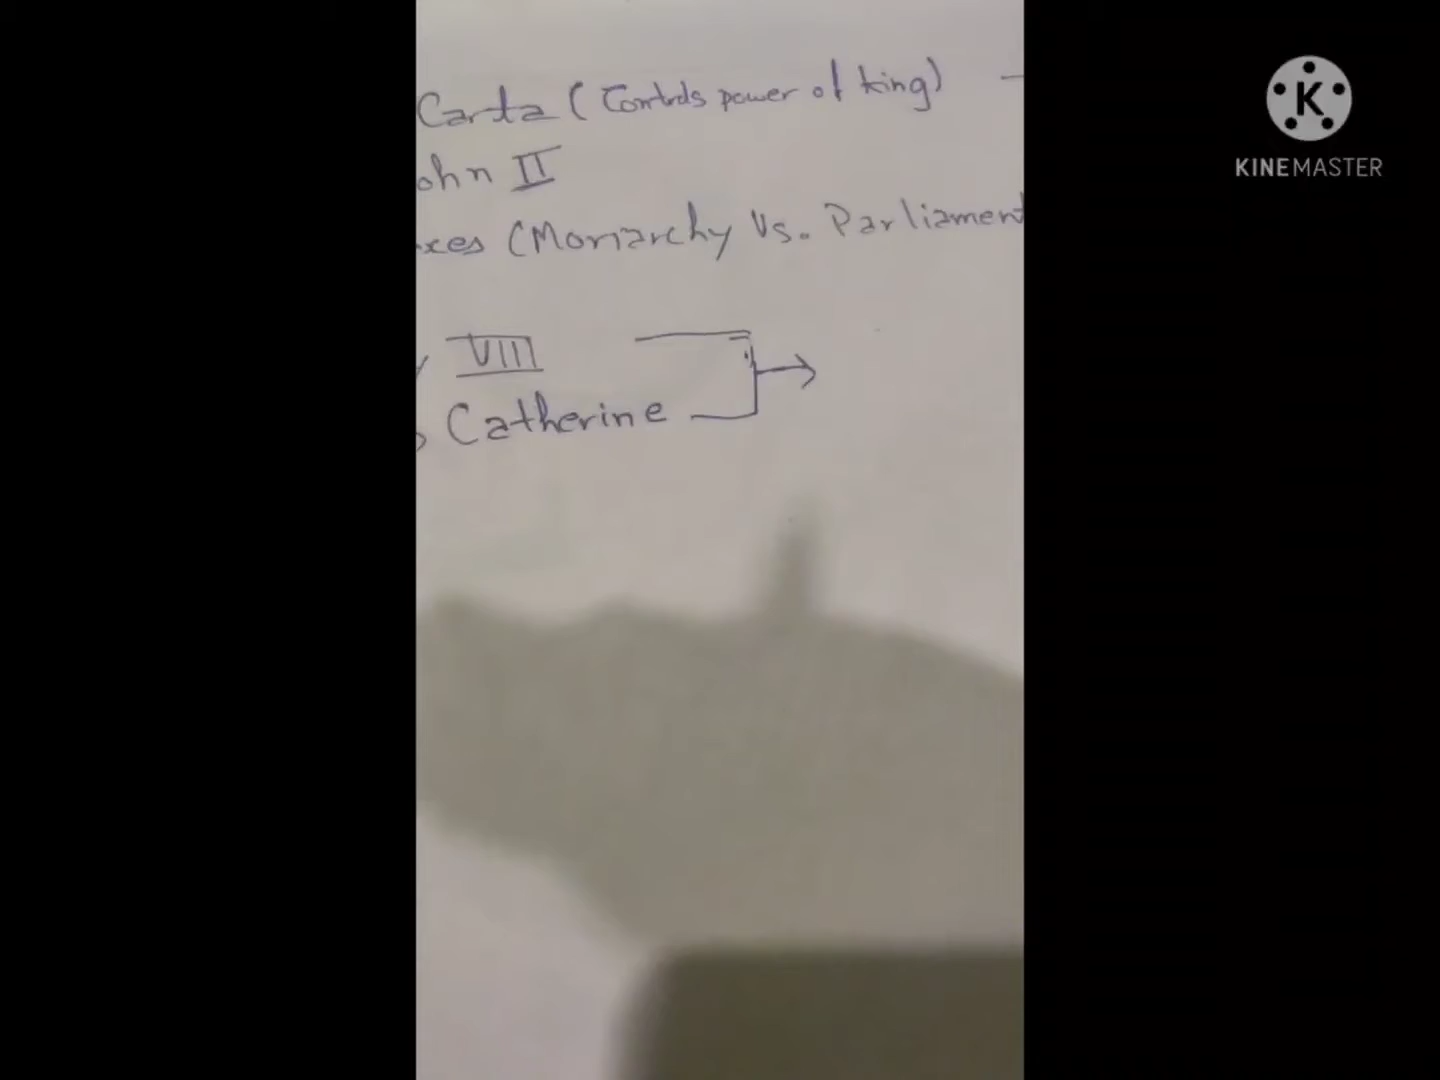 Carta (Controls power of king) -
ohn II
xes (Monarchy Vs. Parliament
VIII
Catherine
K
KINEMASTER